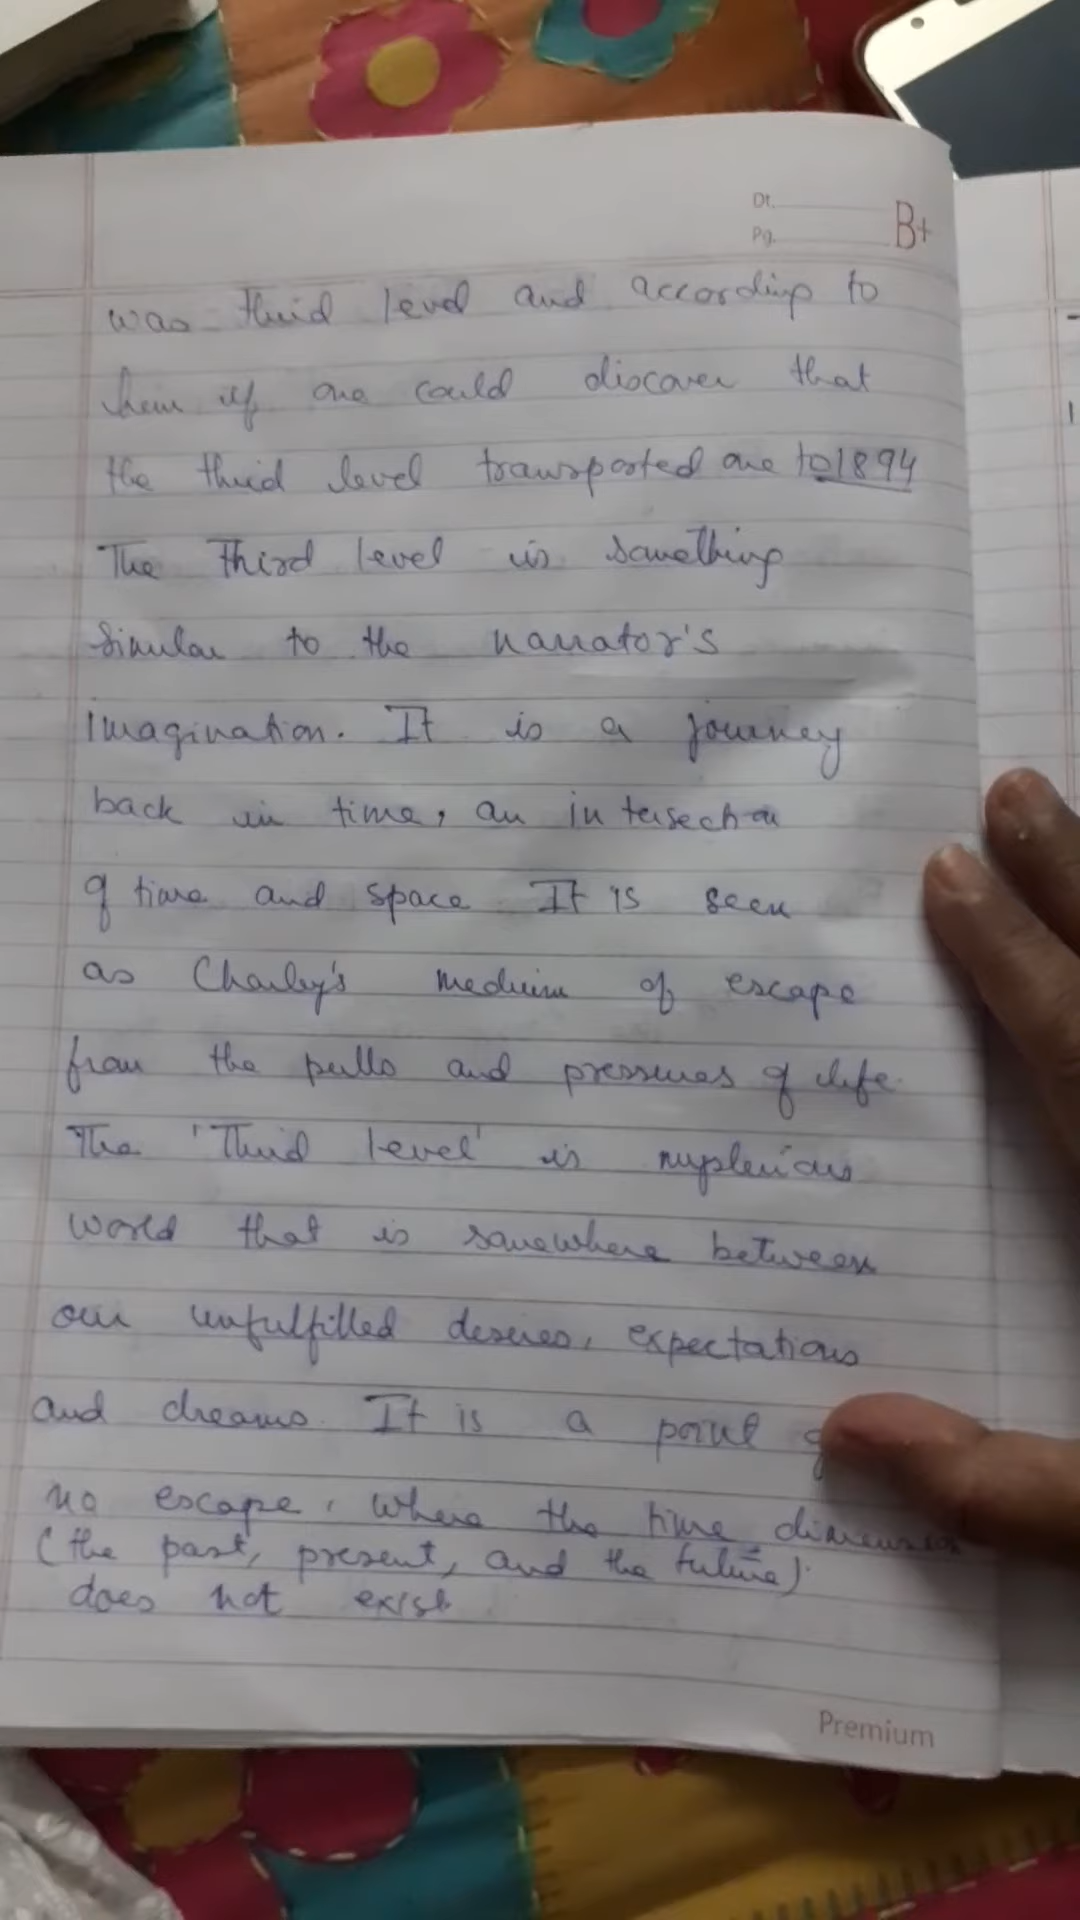 Dt.
Pg.
B+
was third level and according to
him if one could discover that
the third level transported one to 1894
The Third level is something
similar to the narrator's
imagination. It is a journey
back in time, an intersection
of time and space It is seen
as Charley's medium of escape
from the pulls and pressures of life.
The 'Third level' is mysterious
world that is somewhere between
our unfulfilled desires, expectations
and dreams. It is a point of
no escape, where the time dimension
(the past, present, and the future)
does not exist
Premium